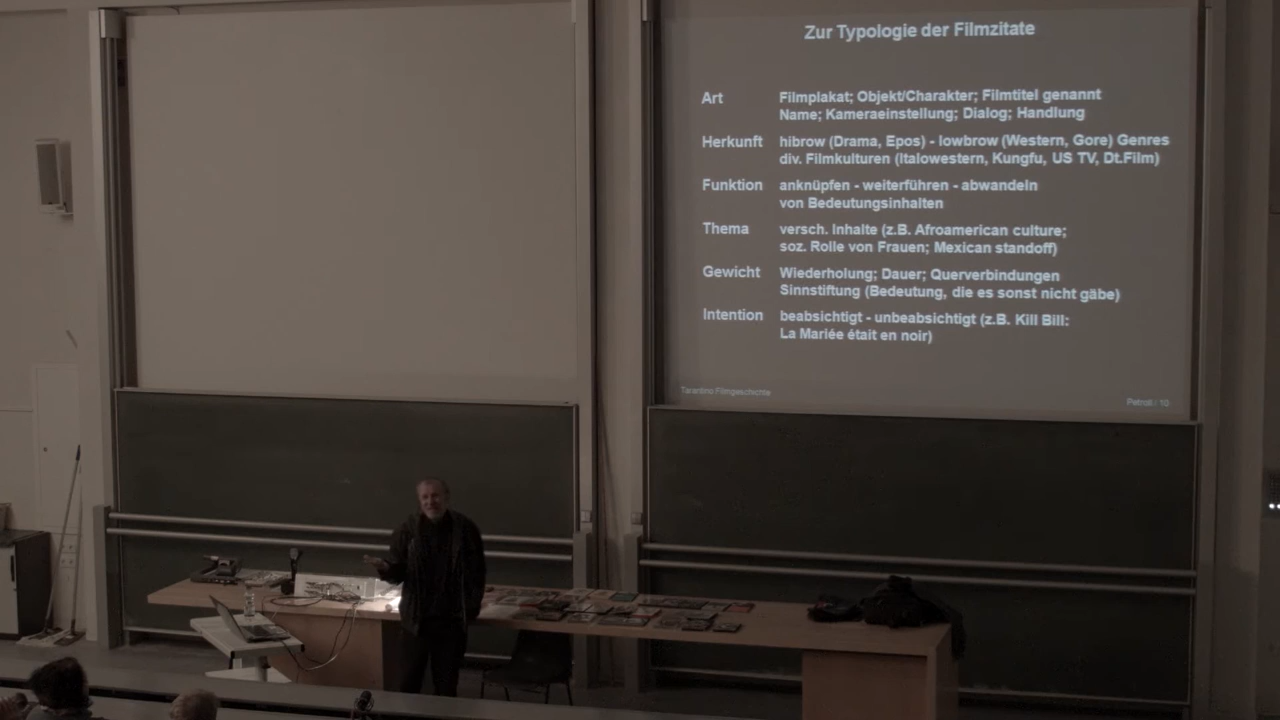 Zur Typologie der Filmzitate
Art Filmplakat; Objekt/Charakter; Filmtitel genannt
Name; Kameraeinstellung; Dialog; Handlung
Herkunft hibrow (Drama, Epos) - lowbrow (Western, Gore) Genres
div. Filmkulturen (Italowestern, Kungfu, US TV, Dt.Film)
Funktion anknüpfen - weiterführen - abwandeln
von Bedeutungsinhalten
Thema versch. Inhalte (z.B. Afroamerican culture;
soz. Rolle von Frauen; Mexican standoff)
Gewicht Wiederholung; Dauer; Querverbindungen
Sinnstiftung (Bedeutung, die es sonst nicht gäbe)
Intention beabsichtigt - unbeabsichtigt (z.B. Kill Bill:
La Mariée était en noir)
Tarantino Filmgeschichte
Petroll / 10